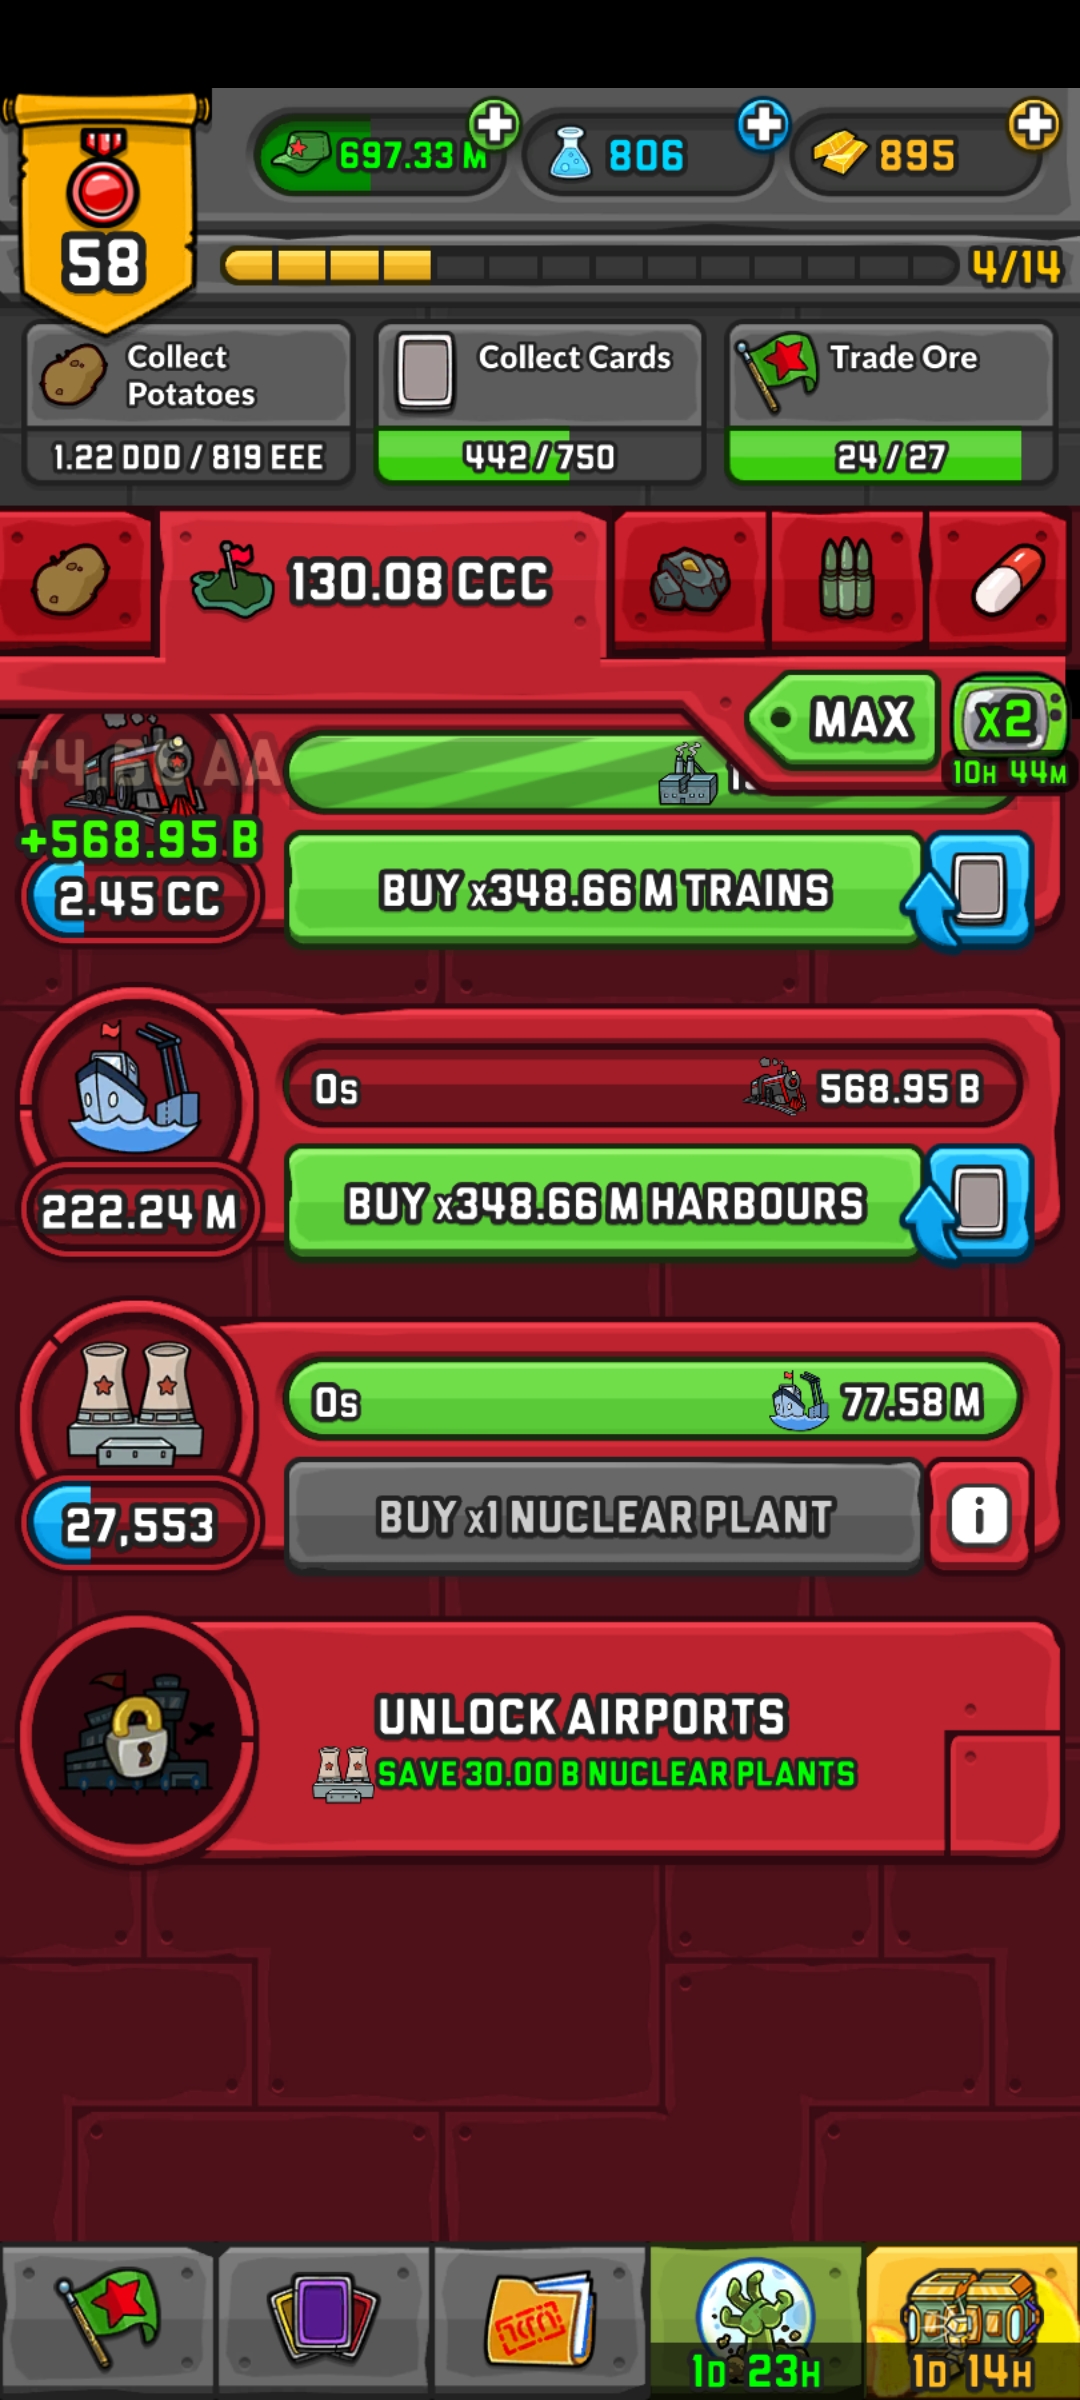 697.33 M
806
895
58
4/14
Collect
Potatoes
1.22 DDD / 819 EEE
Collect Cards
442/750
Trade Ore
24/27
130.08 CCC
MAX
x2
10H 44M
+568.95 B
2.45 CC
BUY x348.66 M TRAINS
0s
568.95 B
222.24 M
BUY x348.66 M HARBOURS
0s
77.58 M
27,553
BUY x1 NUCLEAR PLANT
i
UNLOCK AIRPORTS
SAVE 30.00 B NUCLEAR PLANTS
1D 23H
1D 14H